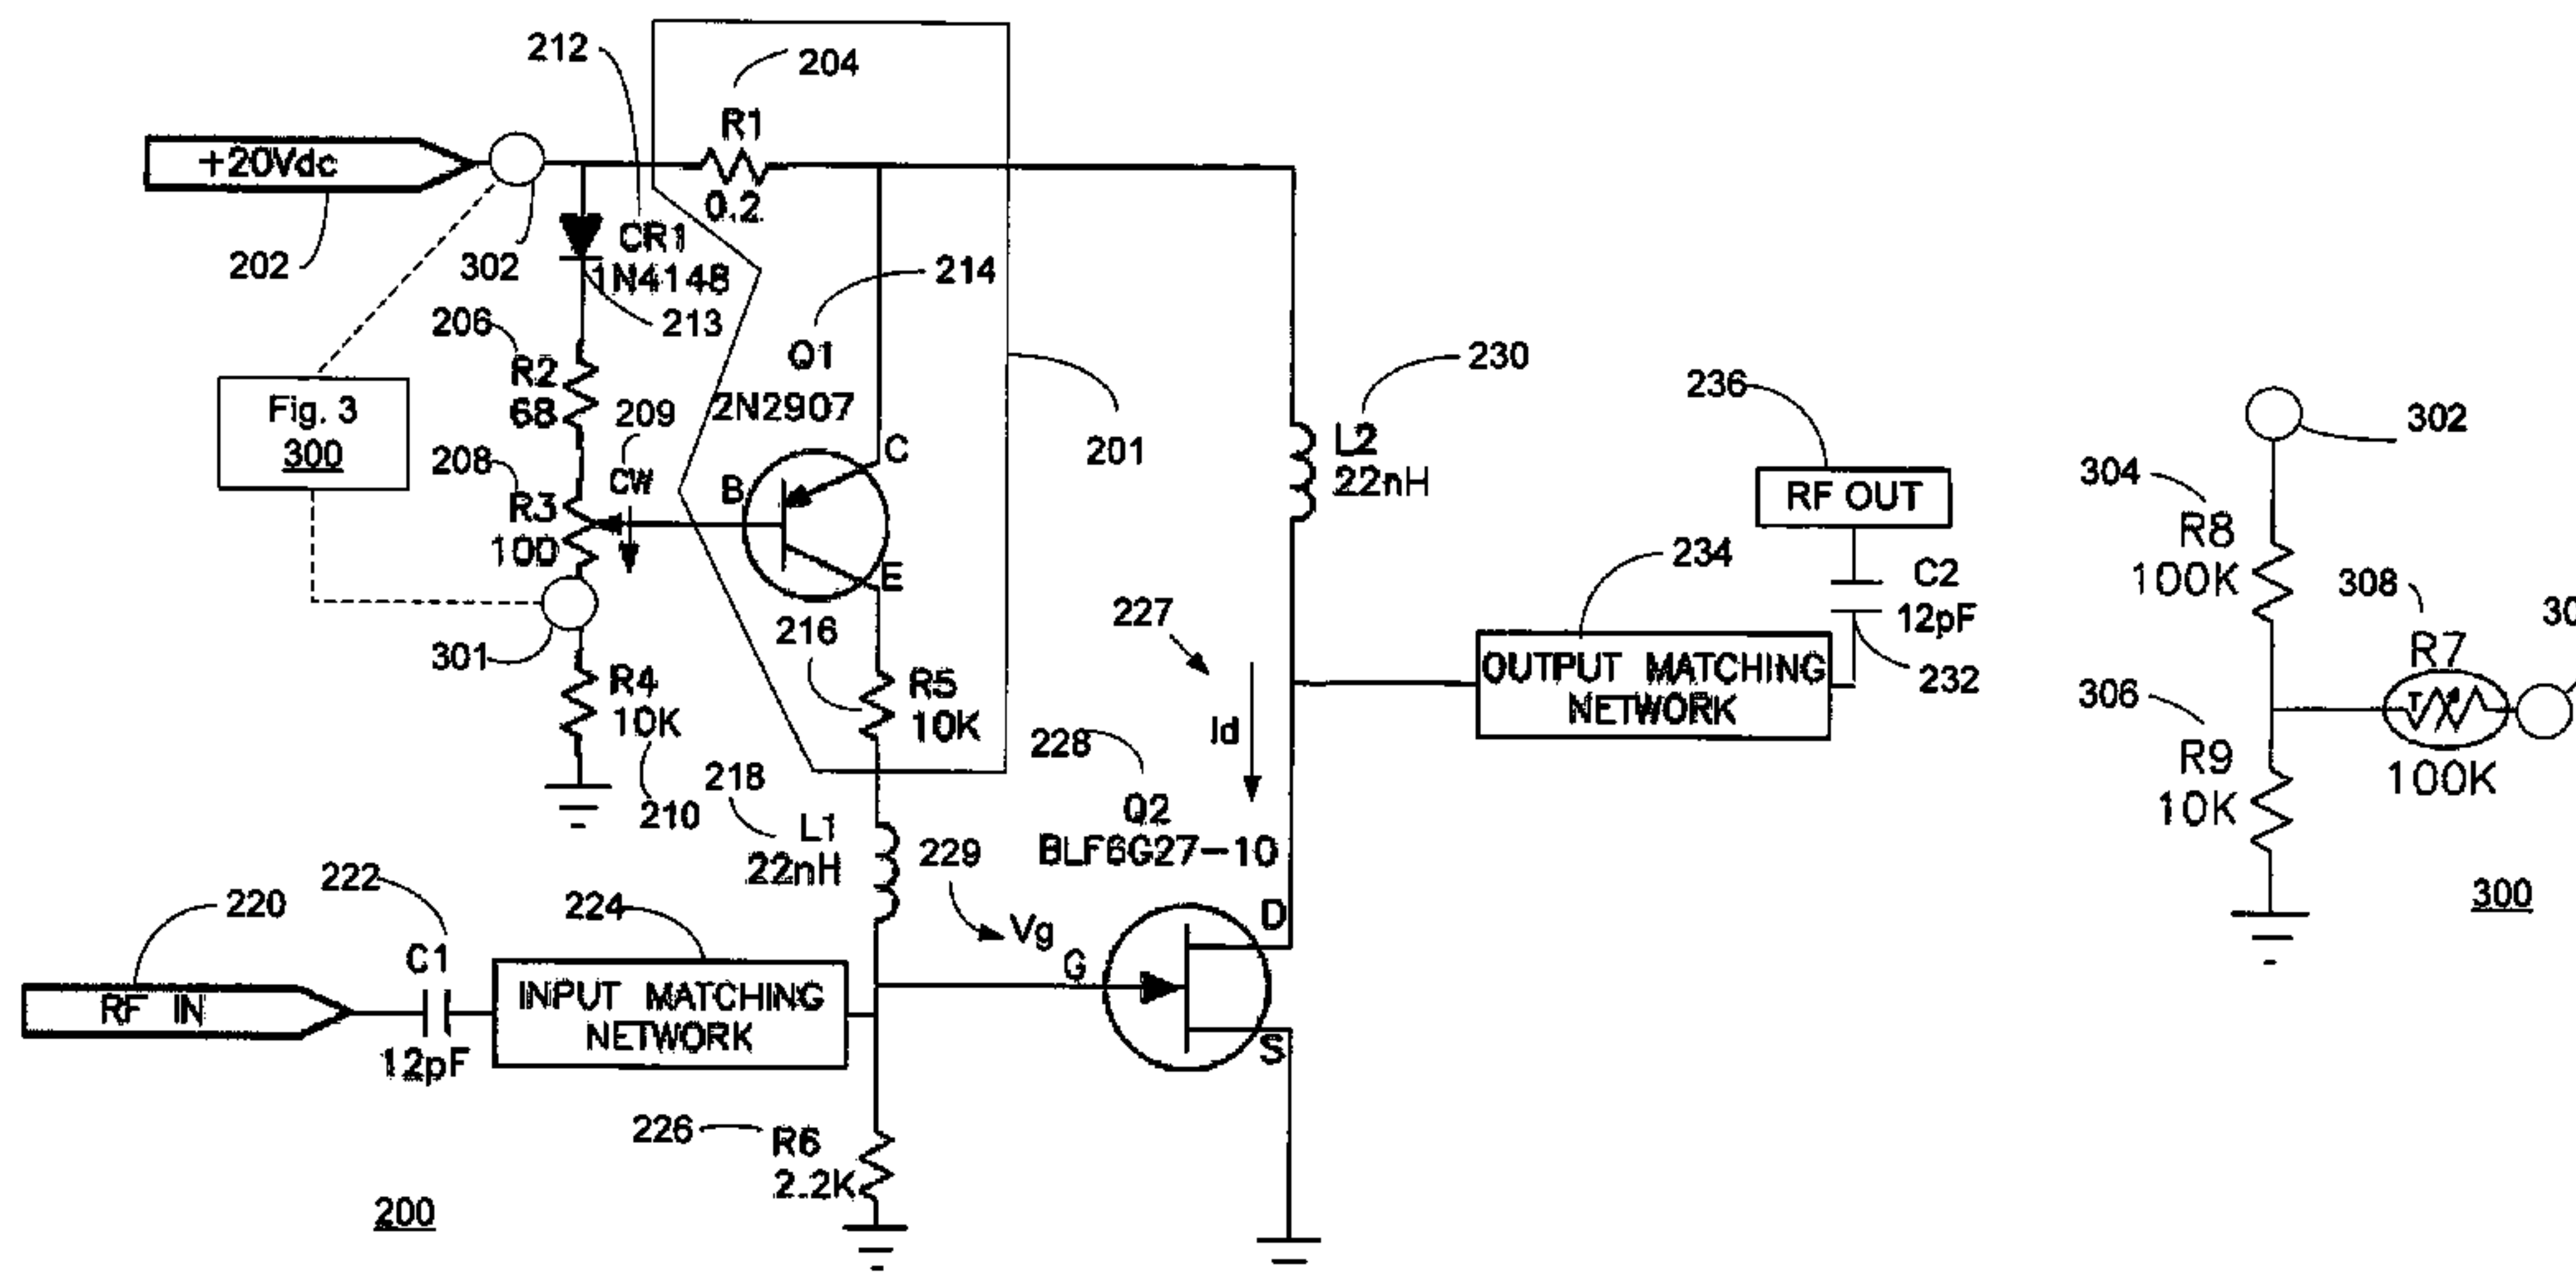 212
204
R1
+20Vdc
0.2
202
302
CR1
1N4148
214
213
206
R2
68
Q1
2N2907
209
CW
Fig. 3
300
208
R3
100
B
C
E
201
230
L2
22nH
236
RF OUT
234
C2
12pF
232
OUTPUT MATCHING
NETWORK
227
Id
301
R4
10K
210
216
R5
10K
218
L1
22nH
228
Q2
BLF6G27-10
229
Vg
G
D
S
220
RF IN
222
C1
12pF
224
INPUT MATCHING
NETWORK
226
R6
2.2K
200
302
304
R8
100K
308
R7
100K
T
306
R9
10K
300